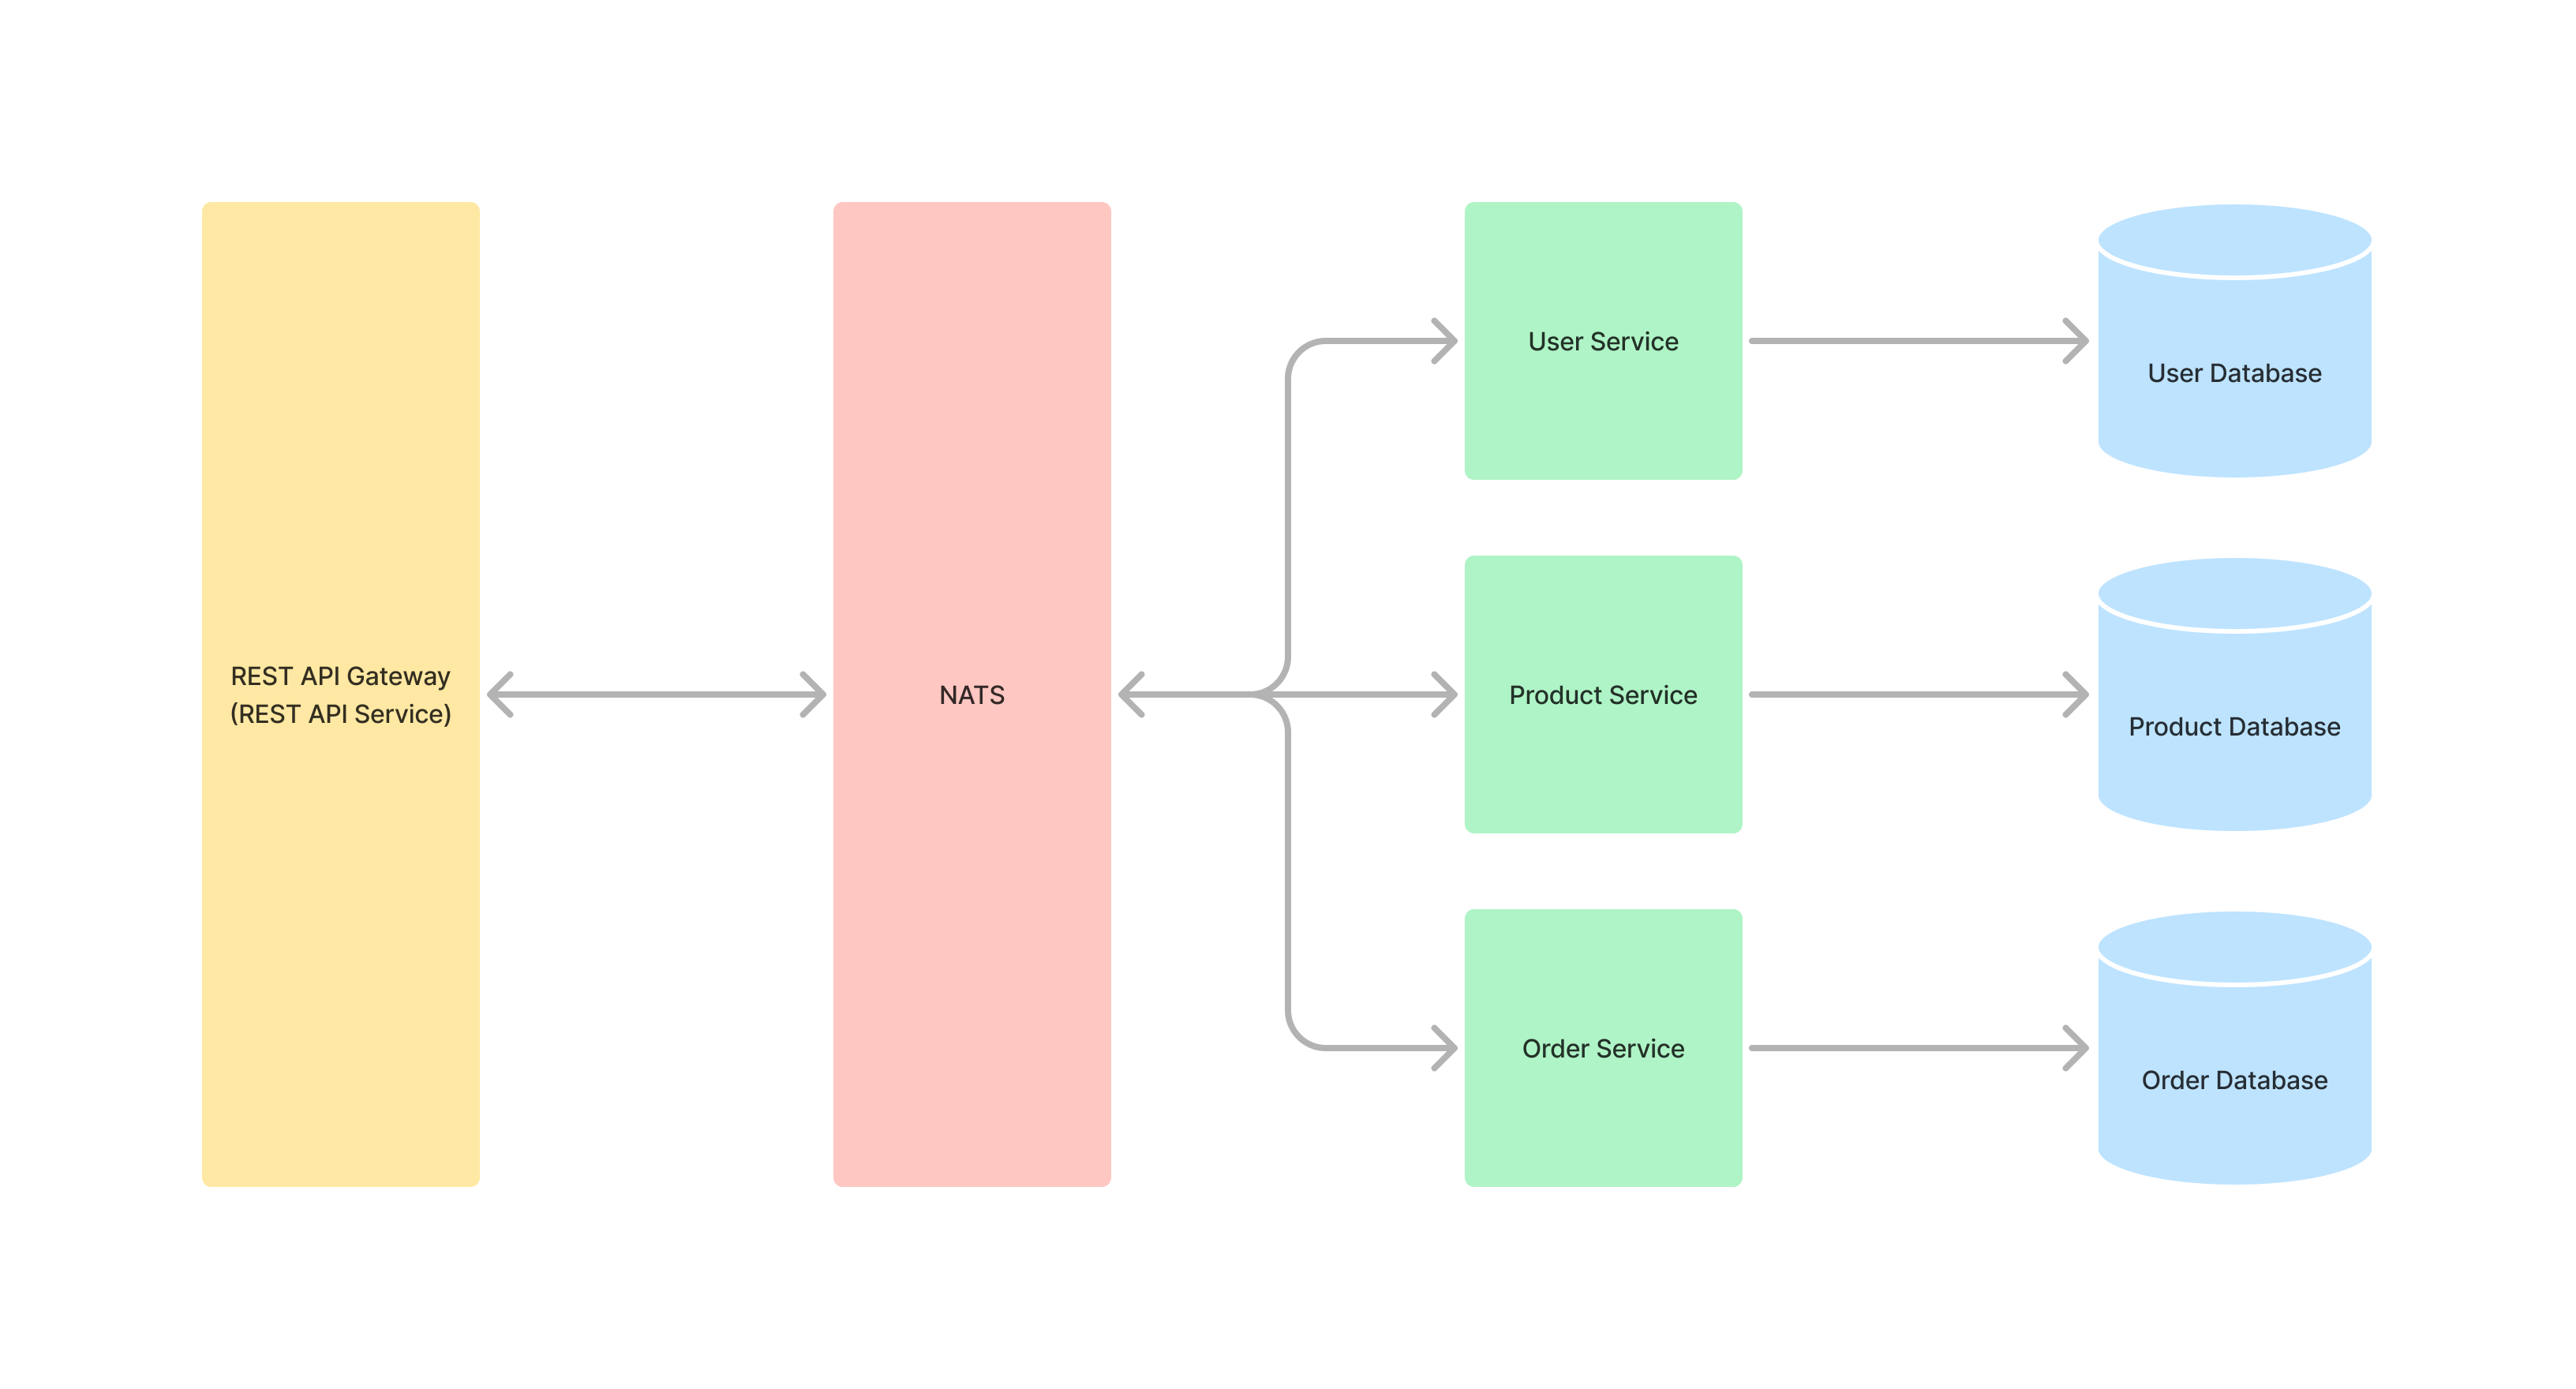 REST API Gateway
(REST API Service)
NATS
User Service
User Database
Product Service
Product Database
Order Service
Order Database